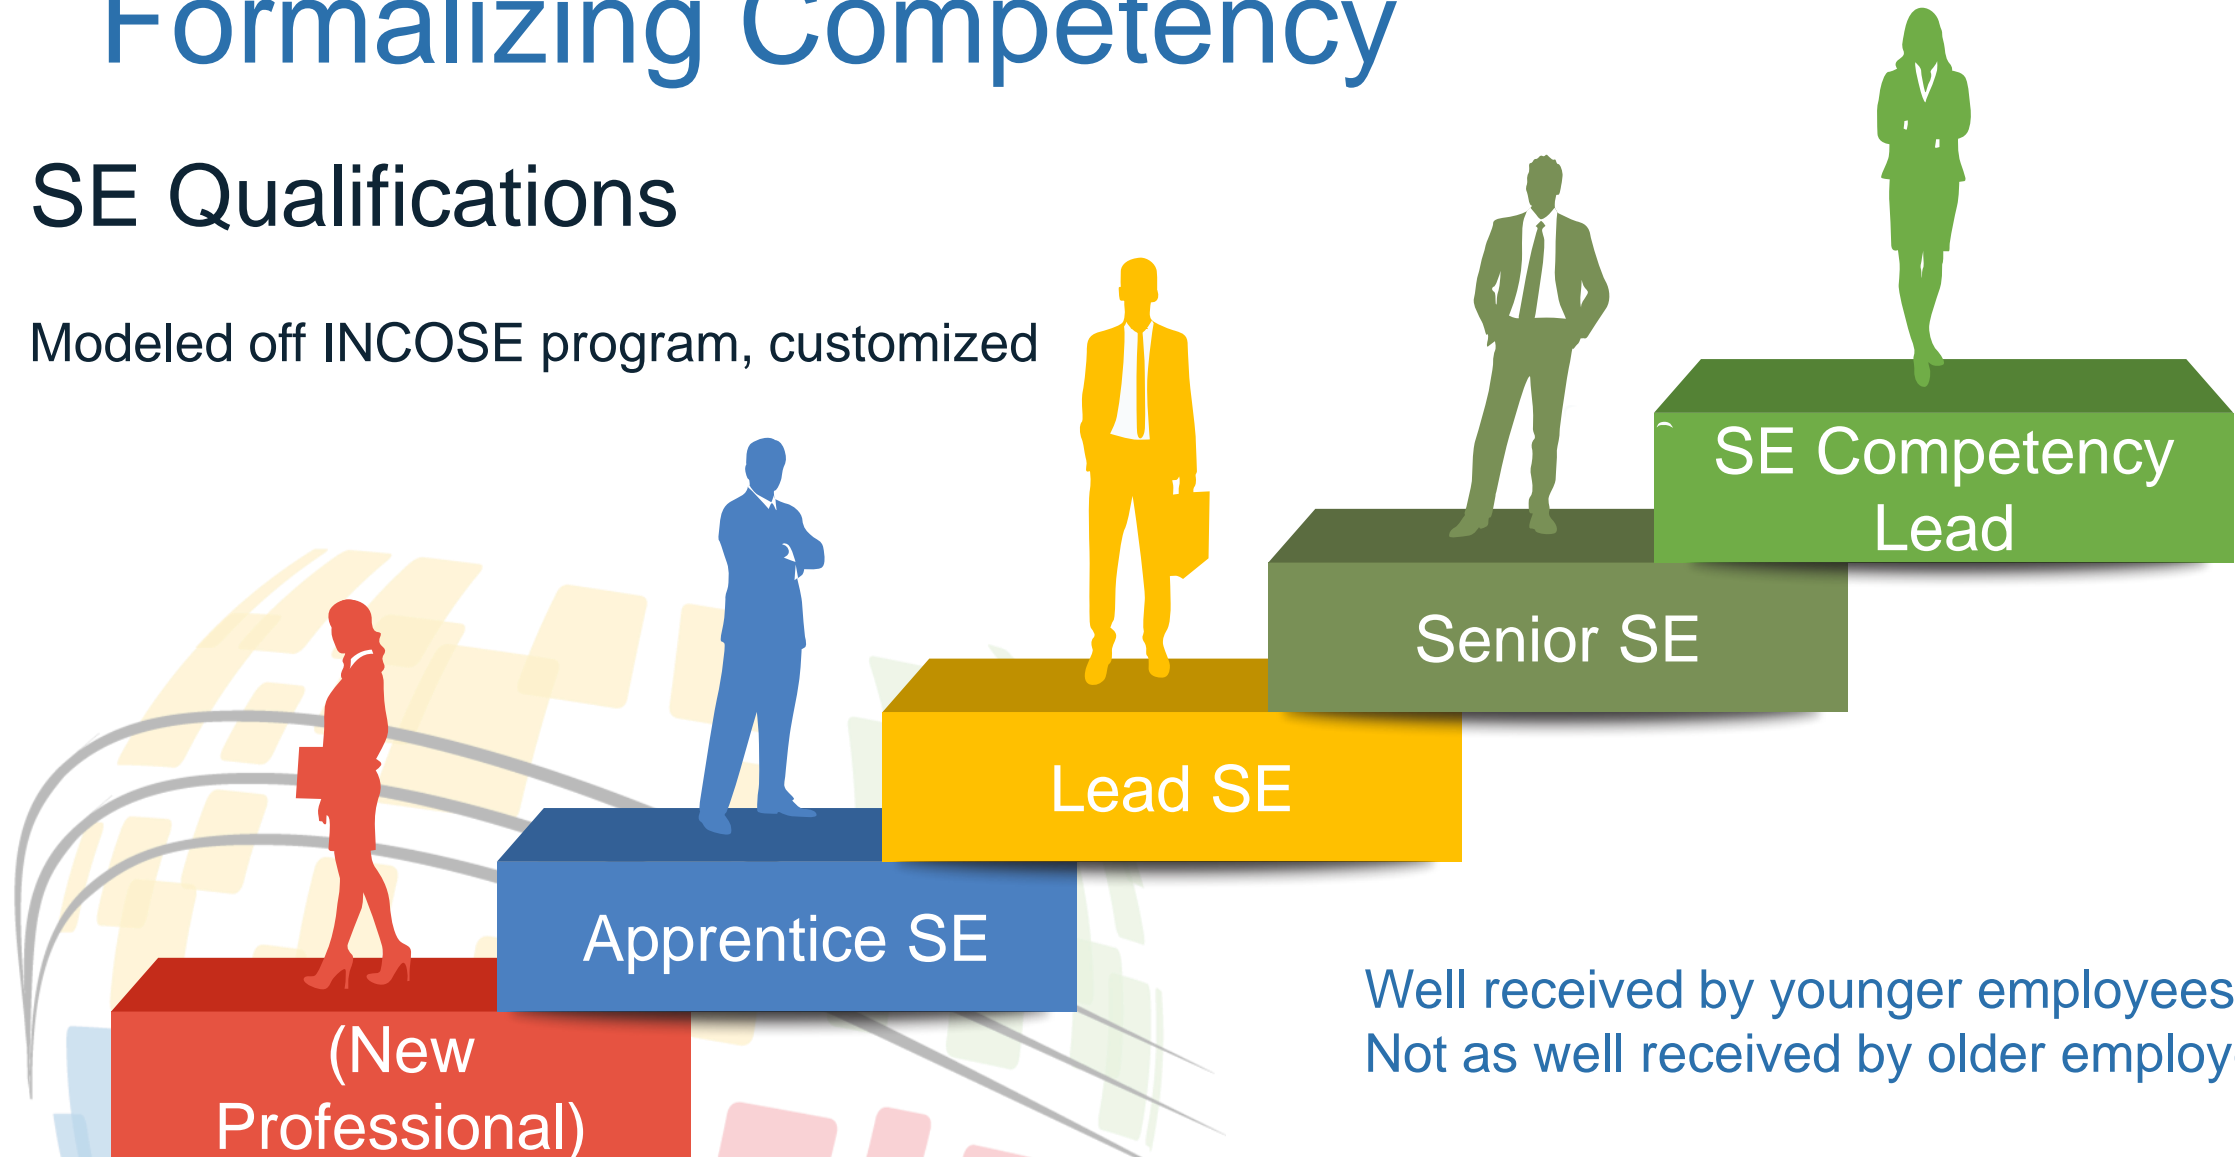 Formalizing Competency
SE Qualifications
Modeled off INCOSE program, customized
SE Competency
Lead
Senior SE
Lead SE
Apprentice SE
(New
Professional)
Well received by younger employees
Not as well received by older